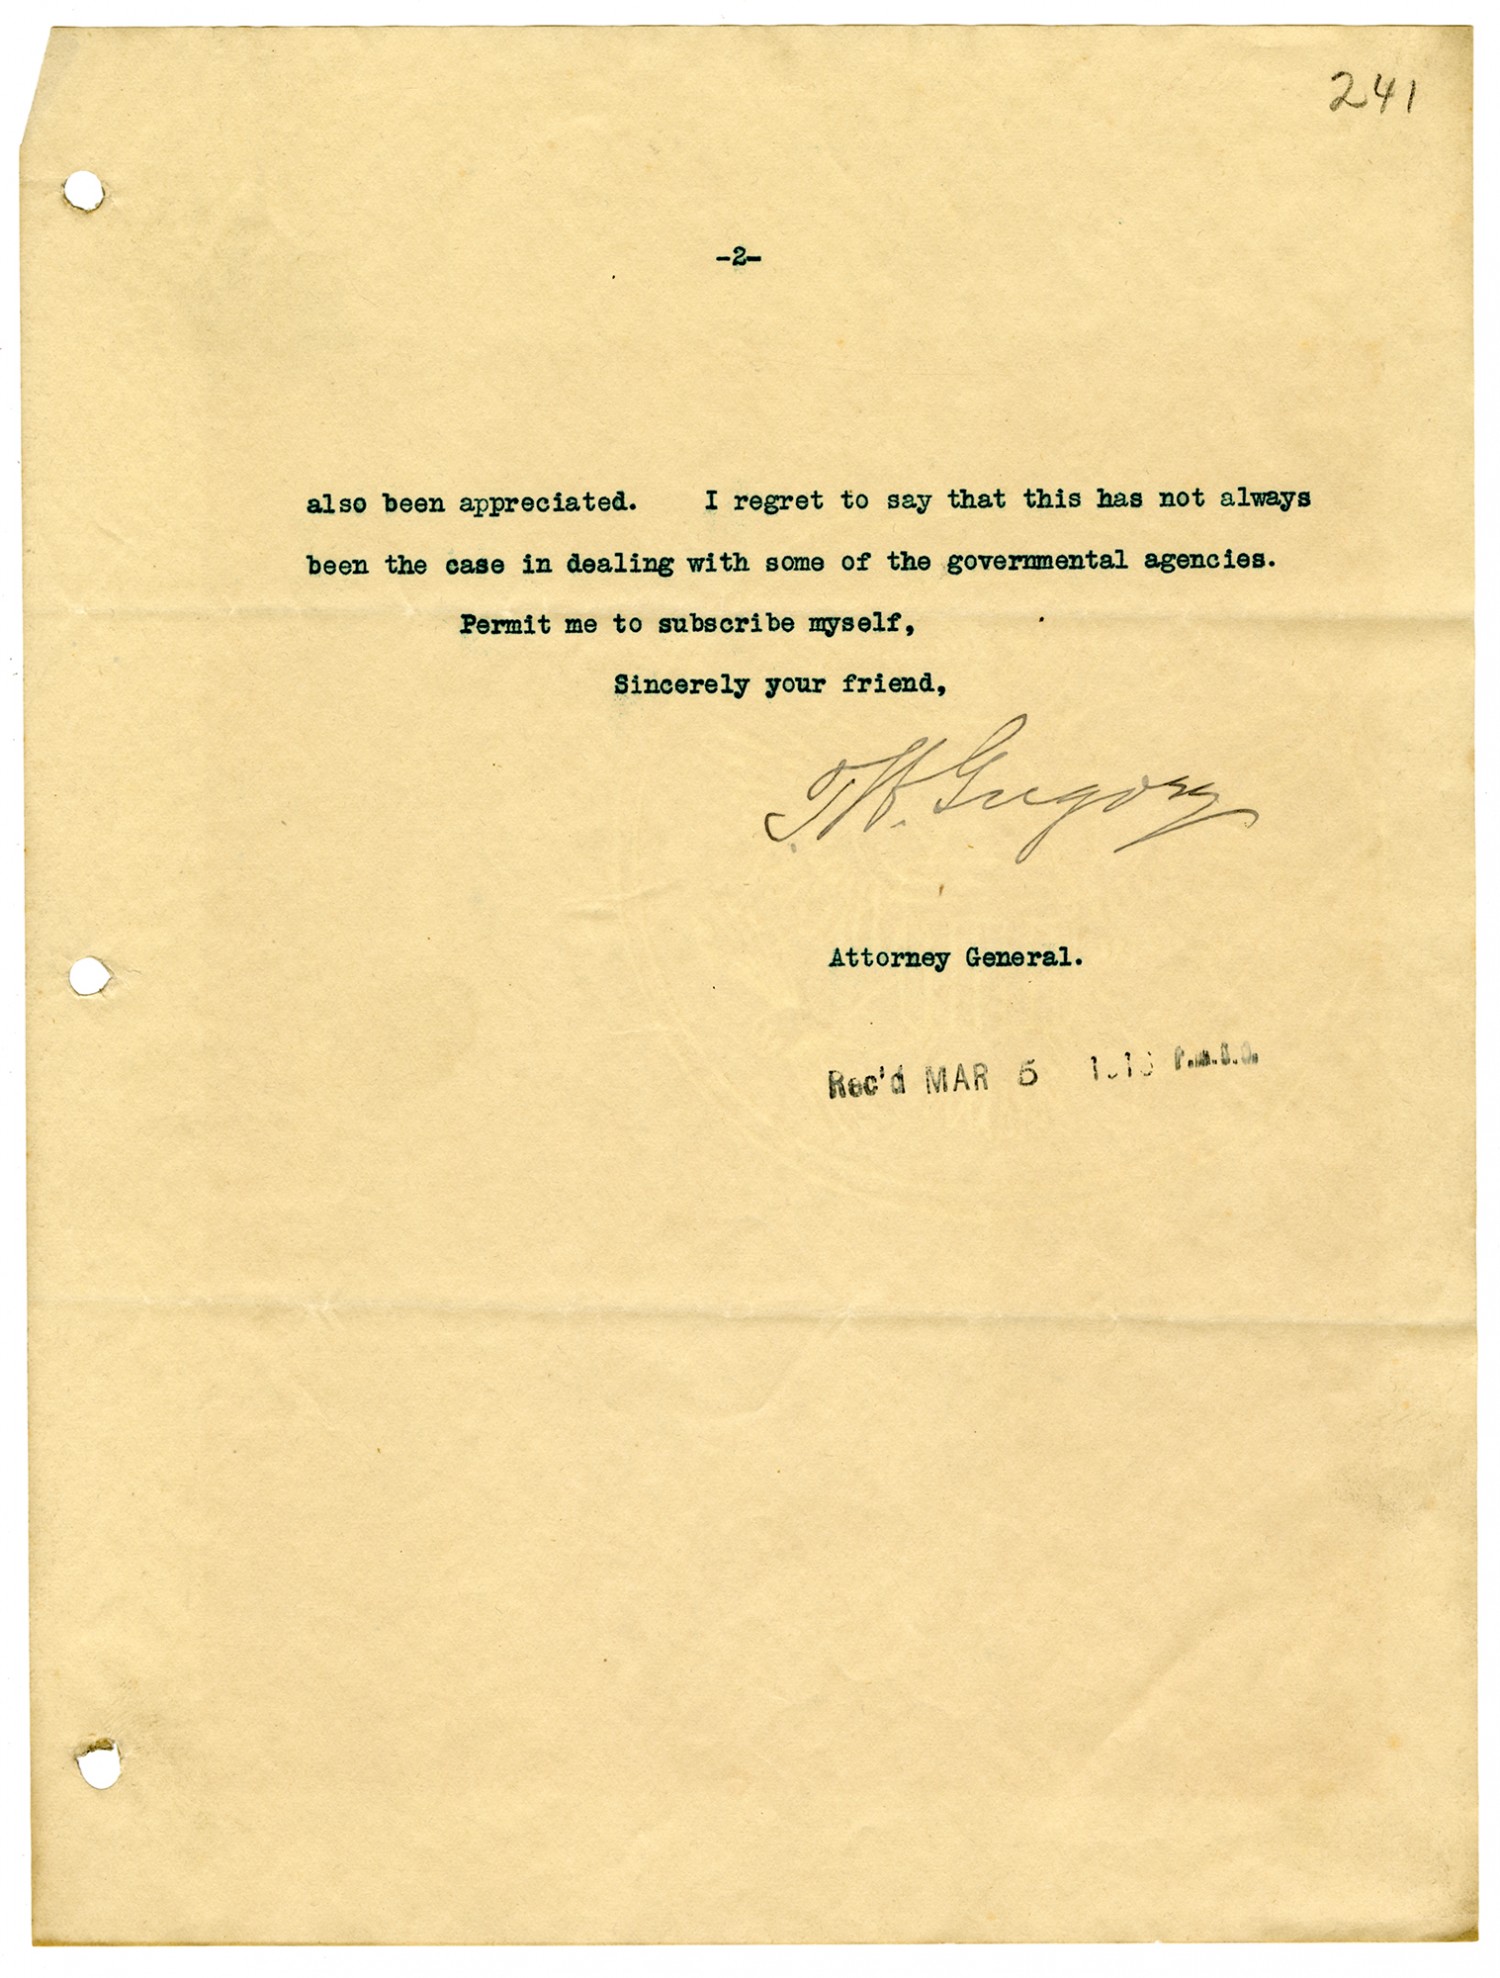 241
-2-
also been appreciated. I regret to say that this has not always
been the case in dealing with some of the governmental agencies.
Permit me to subscribe myself,
Sincerely your friend,
T.W. Gregory
Attorney General.
Rec'd MAR 5